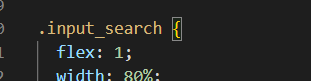 .input_search {
flex: 1;
width: 80%;